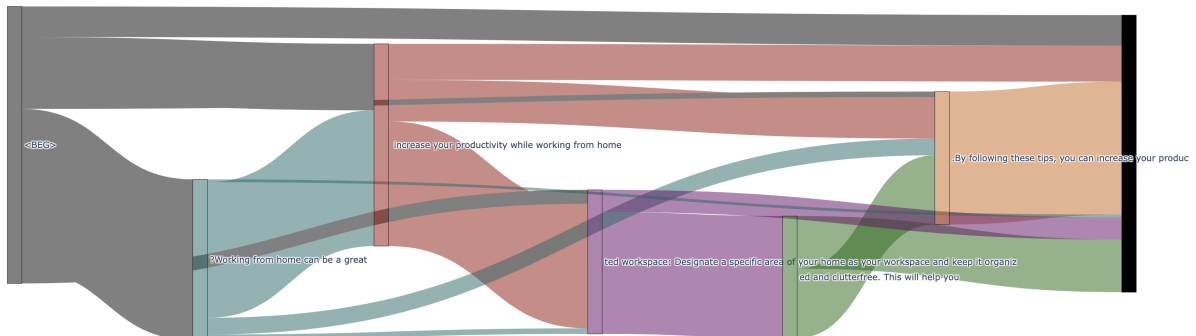 <BEG>
increase your productivity while working from home
.By following these tips, you can increase your produc
?Working from home can be a great
ted workspace: Designate a specific area of your home as your workspace and keep it organiz
ed and clutterfree. This will help you